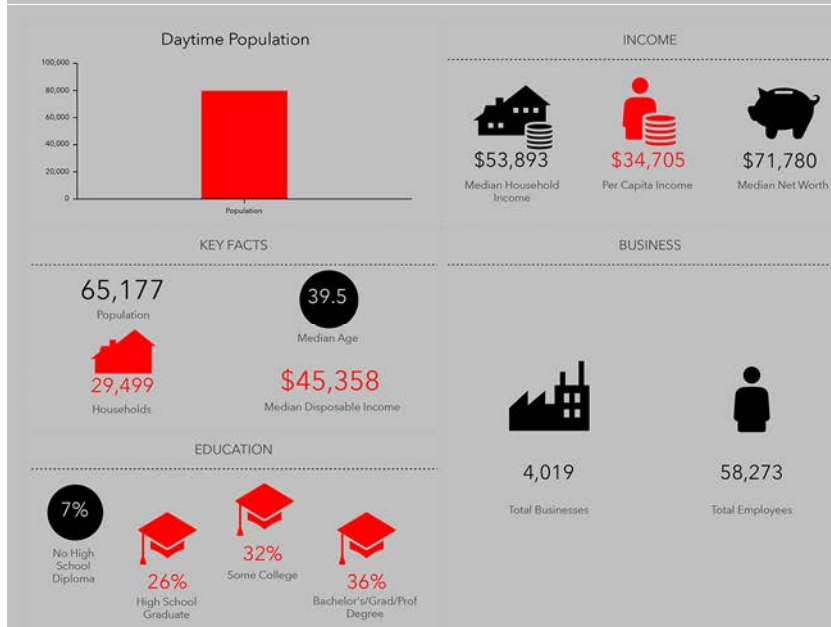 Daytime Population
100,000
80,000
60,000
40,000
20,000
0
Population
INCOME
$53,893
Median Household
Income
$34,705
Per Capita Income
$71,780
Median Net Worth
KEY FACTS
65,177
Population
39.5
Median Age
29,499
Households
$45,358
Median Disposable Income
BUSINESS
4,019
Total Businesses
58,273
Total Employees
EDUCATION
7%
No High
School
Diploma
26%
High School
Graduate
32%
Some College
36%
Bachelor's/Grad/Prof
Degree